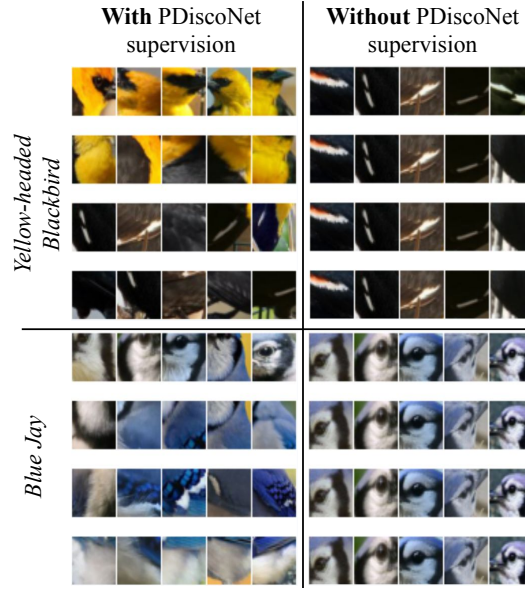 With PDiscoNet
supervision
Without PDiscoNet
supervision
Yellow-headed
Blackbird
Blue Jay